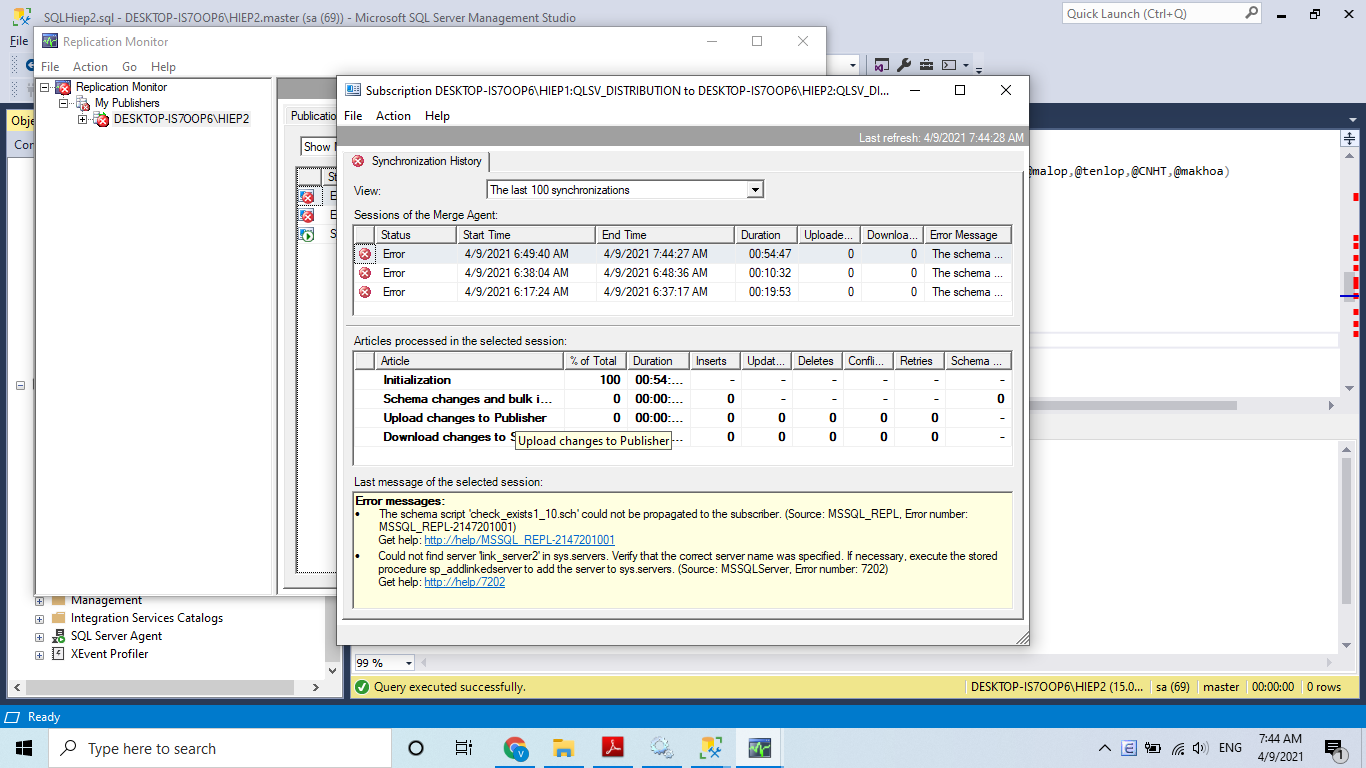 SQLHiep2.sql - DESKTOP-IS7OOP6\HIEP2.master (sa (69)) - Microsoft SQL Server Management Studio
Quick Launch (Ctrl+Q)
File
Replication Monitor
File Action Go Help
Replication Monitor
My Publishers
DESKTOP-IS7OOP6\HIEP2
Obje
Con
Publicatio
Show
St
E
E
S
Subscription DESKTOP-IS7OOP6\HIEP1:QLSV_DISTRIBUTION to DESKTOP-IS7OOP6\HIEP2:QLSV_DI...
File Action Help
Last refresh: 4/9/2021 7:44:28 AM
Synchronization History
@malop,@tenlop,@CNHT,@makhoa)
View: The last 100 synchronizations
Sessions of the Merge Agent:
Status Start Time End Time Duration Uploade... Downloa... Error Message
Error 4/9/2021 6:49:40 AM 4/9/2021 7:44:27 AM 00:54:47 0 0 The schema ...
Error 4/9/2021 6:38:04 AM 4/9/2021 6:48:36 AM 00:10:32 0 0 The schema ...
Error 4/9/2021 6:17:24 AM 4/9/2021 6:37:17 AM 00:19:53 0 0 The schema ...
Articles processed in the selected session:
Article % of Total Duration Inserts Updat... Deletes Confli... Retries Schema ...
Initialization 100 00:54:... - - - - - -
Schema changes and bulk i... 0 00:00:... 0 - - - - 0
Upload changes to Publisher 0 00:00:... 0 0 0 0 0 -
Download changes to S ... 0 0 0 0 0 -
Upload changes to Publisher
Last message of the selected session:
Error messages:
• The schema script 'check_exists1_10.sch' could not be propagated to the subscriber. (Source: MSSQL_REPL, Error number:
MSSQL_REPL-2147201001)
Get help: http://help/MSSQL_REPL-2147201001
• Could not find server 'link_server2' in sys.servers. Verify that the correct server name was specified. If necessary, execute the stored
procedure sp_addlinkedserver to add the server to sys.servers. (Source: MSSQLServer, Error number: 7202)
Get help: http://help/7202
Management
Integration Services Catalogs
SQL Server Agent
XEvent Profiler
99 %
Query executed successfully. DESKTOP-IS7OOP6\HIEP2 (15.0... sa (69) master 00:00:00 0 rows
Ready
Type here to search
ENG
7:44 AM
4/9/2021
1